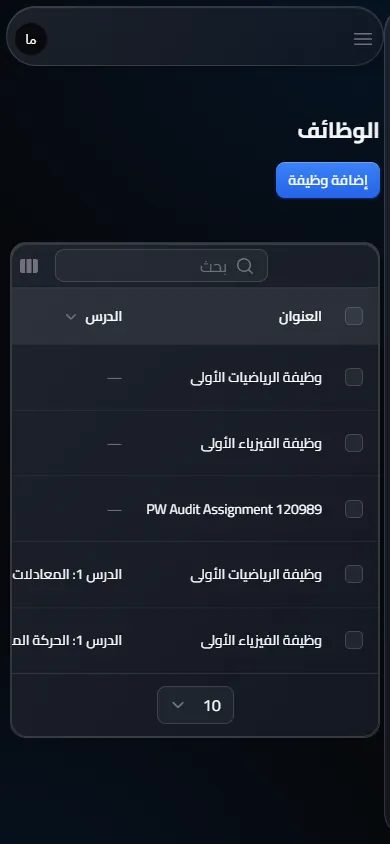 ما
الوظائف
إضافة وظيفة
بحث
العنوان الدرس
وظيفة الرياضيات الأولى —
وظيفة الفيزياء الأولى —
PW Audit Assignment 120989 —
وظيفة الرياضيات الأولى الدرس 1: المعادلات
وظيفة الفيزياء الأولى الدرس 1: الحركة
10